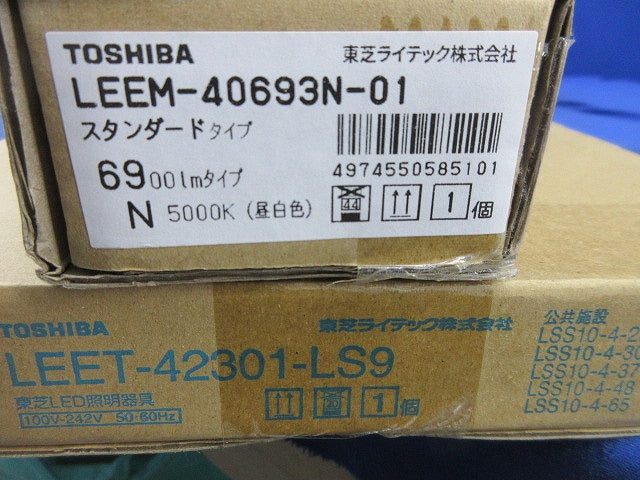 TOSHIBA 東芝ライテック株式会社
LEEM-40693N-01
スタンダードタイプ
4974550585101
6900lmタイプ
N 5000K (昼白色)
44 1個
TOSHIBA 東芝ライテック株式会社
LEET-42301-LS9
東芝LED照明器具
100V-242V 50・60Hz
1個
公共施設
LSS10-4-
LSS10-4-30
LSS10-4-37
LSS10-4-48
LSS10-4-65